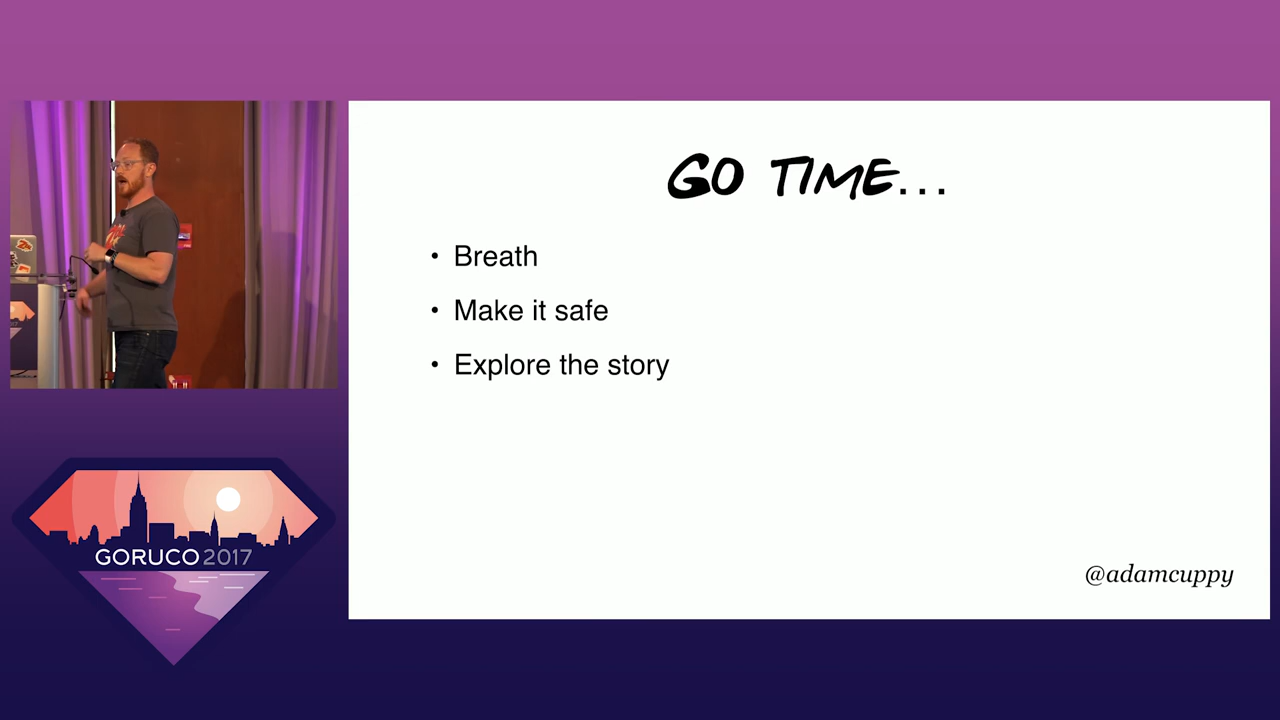 GO TIME...
• Breath
• Make it safe
• Explore the story
@adamcuppy
GORUCO 2017